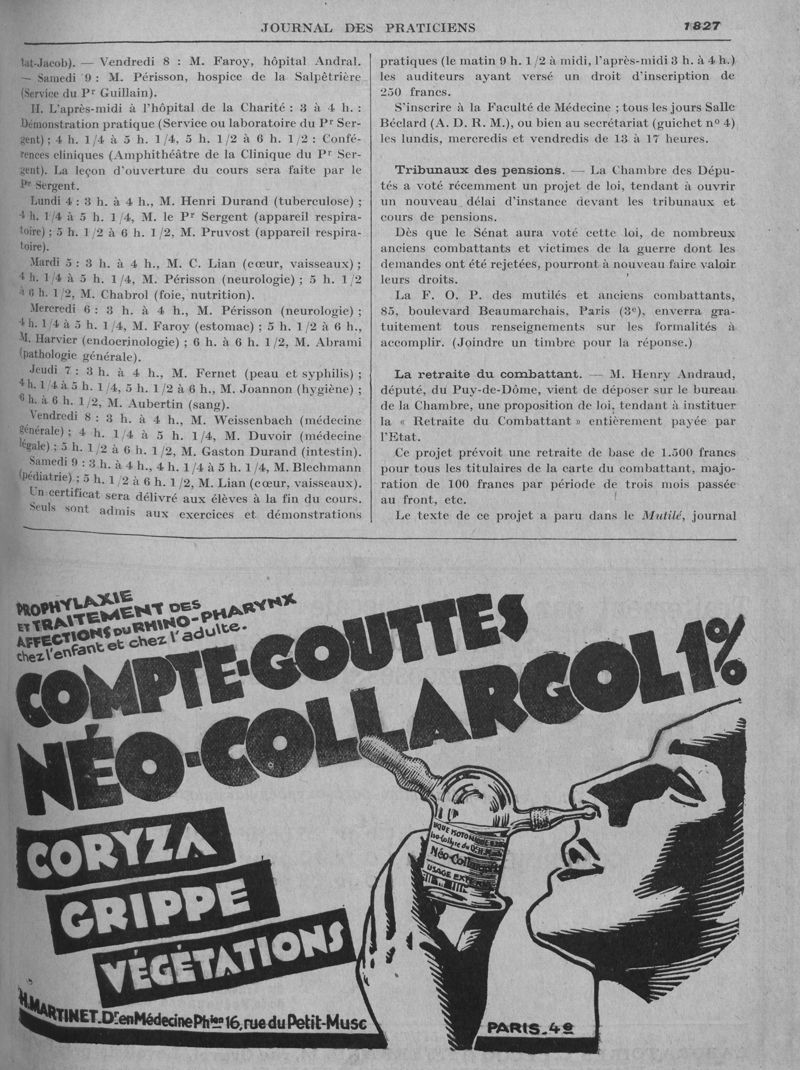 JOURNAL DES PRATICIENS
1827
lat-Jacob). — Vendredi 8 : M. Faroy, hôpital Andral.
— Samedi 9 : M. Périsson, hospice de la Salpêtrière
(Service du Pr Guillain).
II. L'après-midi à l'hôpital de la Charité : 3 à 4 h. :
Démonstration pratique (Service ou laboratoire du Pr Ser-
gent) ; 4 h. 1/4 à 5 h. 1/4, 5 h. 1/2 à 6 h. 1/2 : Confé-
rences cliniques (Amphithéâtre de la Clinique du Pr Ser-
gent). La leçon d'ouverture du cours sera faite par le
Pr Sergent.
Lundi 4 : 3 h. à 4 h., M. Henri Durand (tuberculose) ;
4 h. 1/4 à 5 h. 1/4, M. le Pr Sergent (appareil respira-
toire) ; 5 h. 1/2 à 6 h. 1/2, M. Pruvost (appareil respira-
toire).
Mardi 5 : 3 h. à 4 h., M. C. Lian (cœur, vaisseaux) ;
4 h. 1/4 à 5 h. 1/4, M. Périsson (neurologie) ; 5 h. 1/2
à 6 h. 1/2, M. Chabrol (foie, nutrition).
Mercredi 6 : 3 h. à 4 h., M. Périsson (neurologie) ;
4 h. 1/4 à 5 h. 1/4, M. Faroy (estomac) ; 5 h. 1/2 à 6 h.,
M. Harvier (endocrinologie) ; 6 h. à 6 h. 1/2, M. Abrami
(pathologie générale).
Jeudi 7 : 3 h. à 4 h., M. Fernet (peau et syphilis) ;
4 h. 1/4 à 5 h. 1/4, 5 h. 1/2 à 6 h., M. Joannon (hygiène) ;
6 h. à 6 h. 1/2, M. Aubertin (sang).
Vendredi 8 : 3 h. à 4 h., M. Weissenbach (médecine
générale) ; 4 h. 1/4 à 5 h. 1/4, M. Duvoir (médecine
légale) ; 5 h. 1/2 à 6 h. 1/2, M. Gaston Durand (intestin).
Samedi 9 : 3 h. à 4 h., 4 h. 1/4 à 5 h. 1/4, M. Blechmann
(pédiatrie) ; 5 h. 1/2 à 6 h. 1/2, M. Lian (cœur, vaisseaux).
Un certificat sera délivré aux élèves à la fin du cours.
Seuls sont admis aux exercices et démonstrations
pratiques (le matin 9 h. 1/2 à midi, l'après-midi 3 h. à 4 h.)
les auditeurs ayant versé un droit d'inscription de
250 francs.
S'inscrire à la Faculté de Médecine ; tous les jours Salle
Béclard (A. D. R. M.), ou bien au secrétariat (guichet no 4)
les lundis, mercredis et vendredis de 13 à 17 heures.
Tribunaux des pensions. — La Chambre des Dépu-
tés a voté récemment un projet de loi, tendant à ouvrir
un nouveau délai d'instance devant les tribunaux et
cours de pensions.
Dès que le Sénat aura voté cette loi, de nombreux
anciens combattants et victimes de la guerre dont les
demandes ont été rejetées, pourront à nouveau faire valoir
leurs droits.
La F. O. P. des mutilés et anciens combattants,
85, boulevard Beaumarchais, Paris (3e), enverra gra-
tuitement tous renseignements sur les formalités à
accomplir. (Joindre un timbre pour la réponse.)
La retraite du combattant. — M. Henry Andraud,
député, du Puy-de-Dôme, vient de déposer sur le bureau
de la Chambre, une proposition de loi, tendant à instituer
la « Retraite du Combattant » entièrement payée par
l'Etat.
Ce projet prévoit une retraite de base de 1.500 francs
pour tous les titulaires de la carte du combattant, majo-
ration de 100 francs par période de trois mois passée
au front, etc.
Le texte de ce projet a paru dans le Mutilé, journal
PROPHYLAXIE
ET TRAITEMENT DES
AFFECTIONS DU RHINO-PHARYNX
chez l'enfant et chez l'adulte.
COMPTE-GOUTTES
NÉO-COLLARGOL 1%
Néo-Collargol
USAGE EXTERNE
CORYZA
GRIPPE
VÉGÉTATIONS
H. MARTINET. Dr en Médecine Phien 16, rue du Petit-Musc
PARIS. 4e